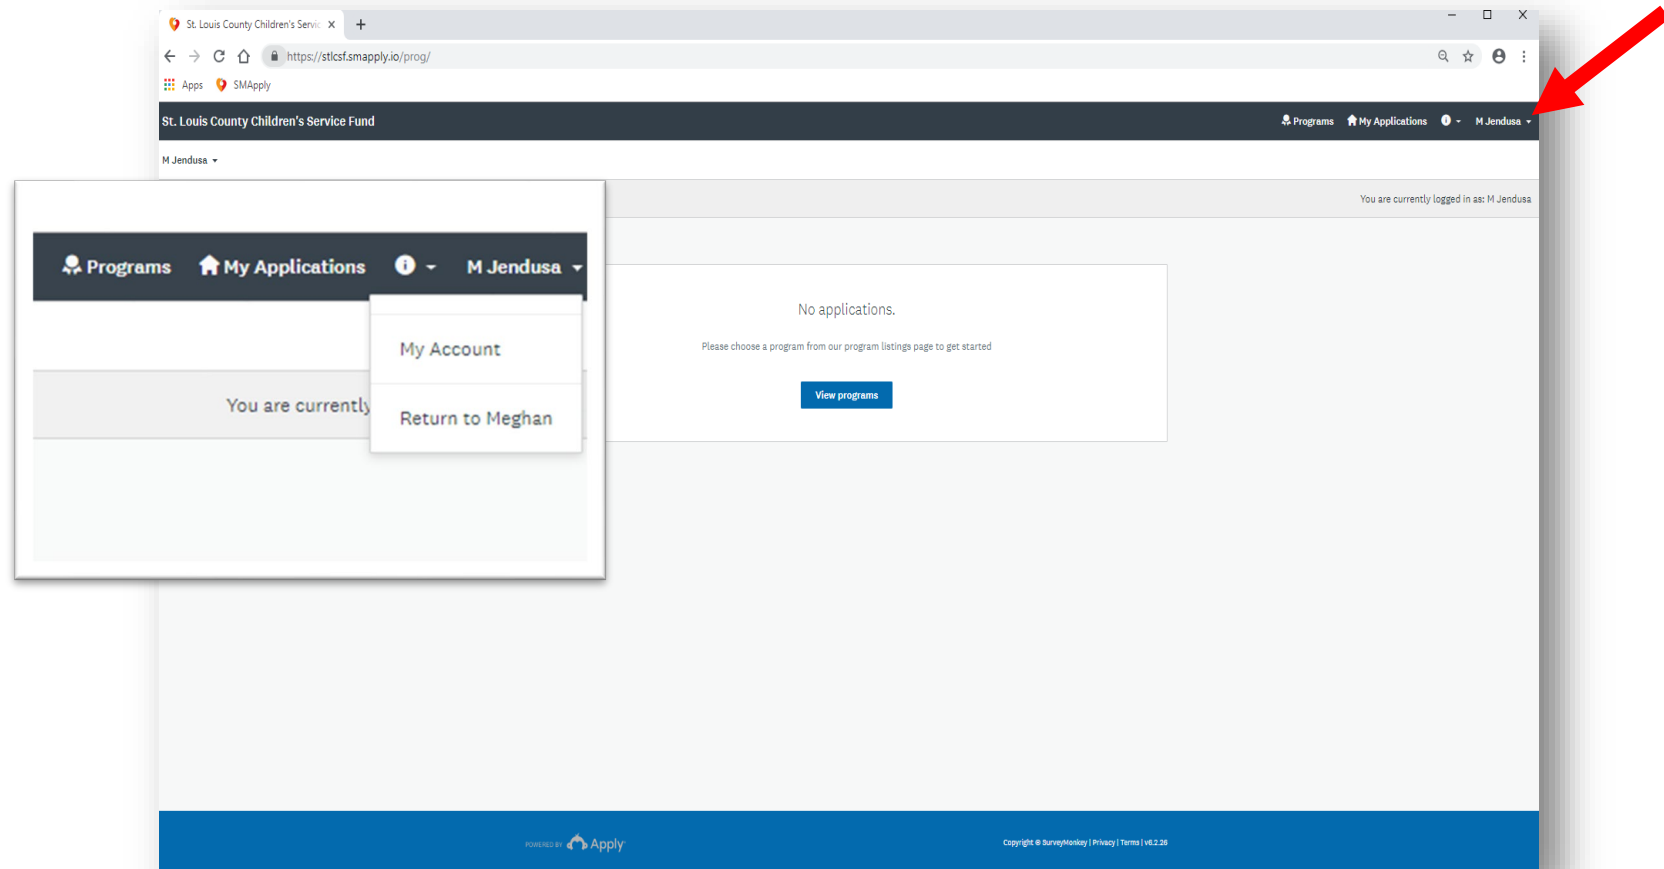 St. Louis County Children's Servic
https://stlcsf.smapply.io/prog/
Apps SMApply
St. Louis County Children's Service Fund
Programs My Applications M Jendusa
M Jendusa
You are currently logged in as: M Jendusa
Programs My Applications M Jendusa
My Account
You are currently
Return to Meghan
No applications.
Please choose a program from our program listings page to get started
View programs
POWERED BY Apply
Copyright © SurveyMonkey | Privacy | Terms | v6.2.26